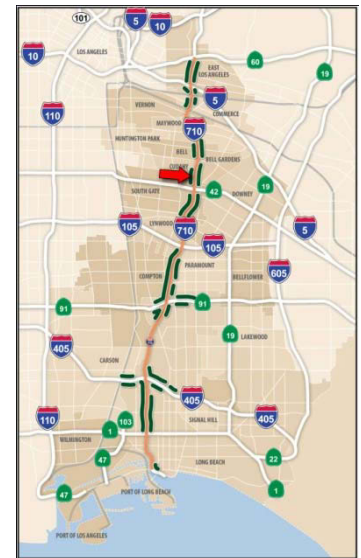 101
5
10
10
LOS ANGELES
EAST
LOS ANGELES
60
19
110
VERNON
5
COMMERCE
MAYWOOD
HUNTINGTON PARK
710
BELL
BELL GARDENS
CUDAHY
SOUTH GATE
42
DOWNEY
19
LYNWOOD
105
710
105
5
PARAMOUNT
COMPTON
BELLFLOWER
605
91
91
19
LAKEWOOD
405
CARSON
405
SIGNAL HILL
405
110
103
1
WILMINGTON
47
22
LONG BEACH
1
47
PORT OF LONG BEACH
PORT OF LOS ANGELES